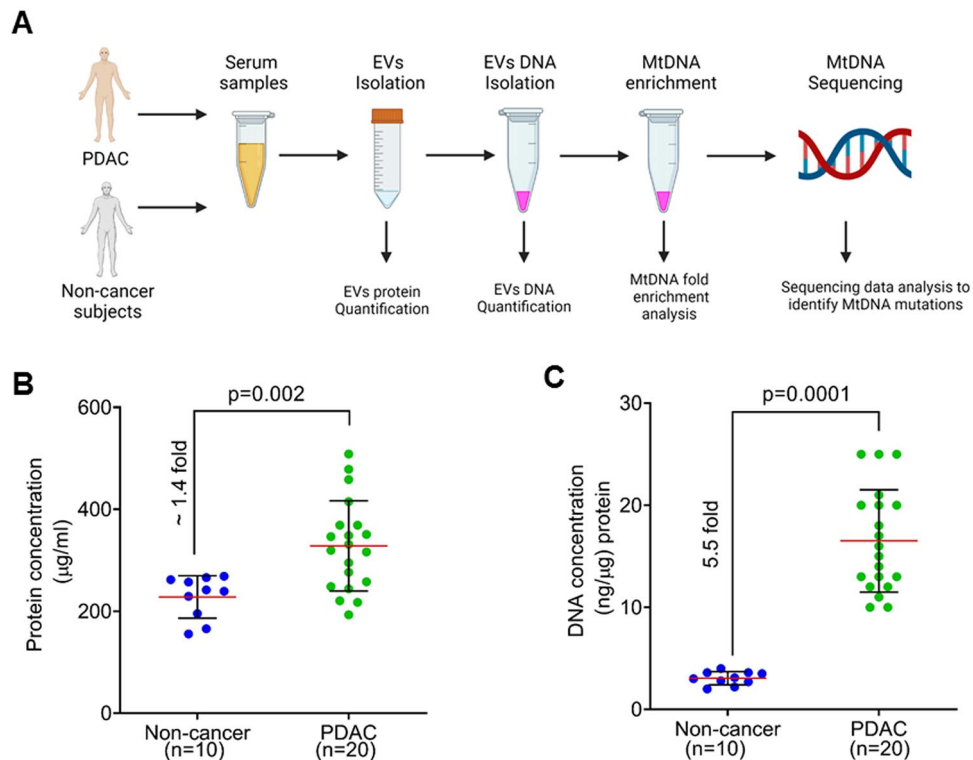 A
PDAC
Non-cancer
subjects
Serum
samples
EVs
Isolation
EVs DNA
Isolation
MtDNA
enrichment
MtDNA
Sequencing
EVs protein
Quantification
EVs DNA
Quantification
MtDNA fold
enrichment
analysis
Sequencing data analysis to
identify MtDNA mutations
B
p=0.002
~ 1.4 fold
Protein concentration
(µg/ml)
600
400
200
0
Non-cancer
(n=10)
PDAC
(n=20)
C
p=0.0001
5.5 fold
DNA concentration
(ng/µg) protein
30
20
10
0
Non-cancer
(n=10)
PDAC
(n=20)